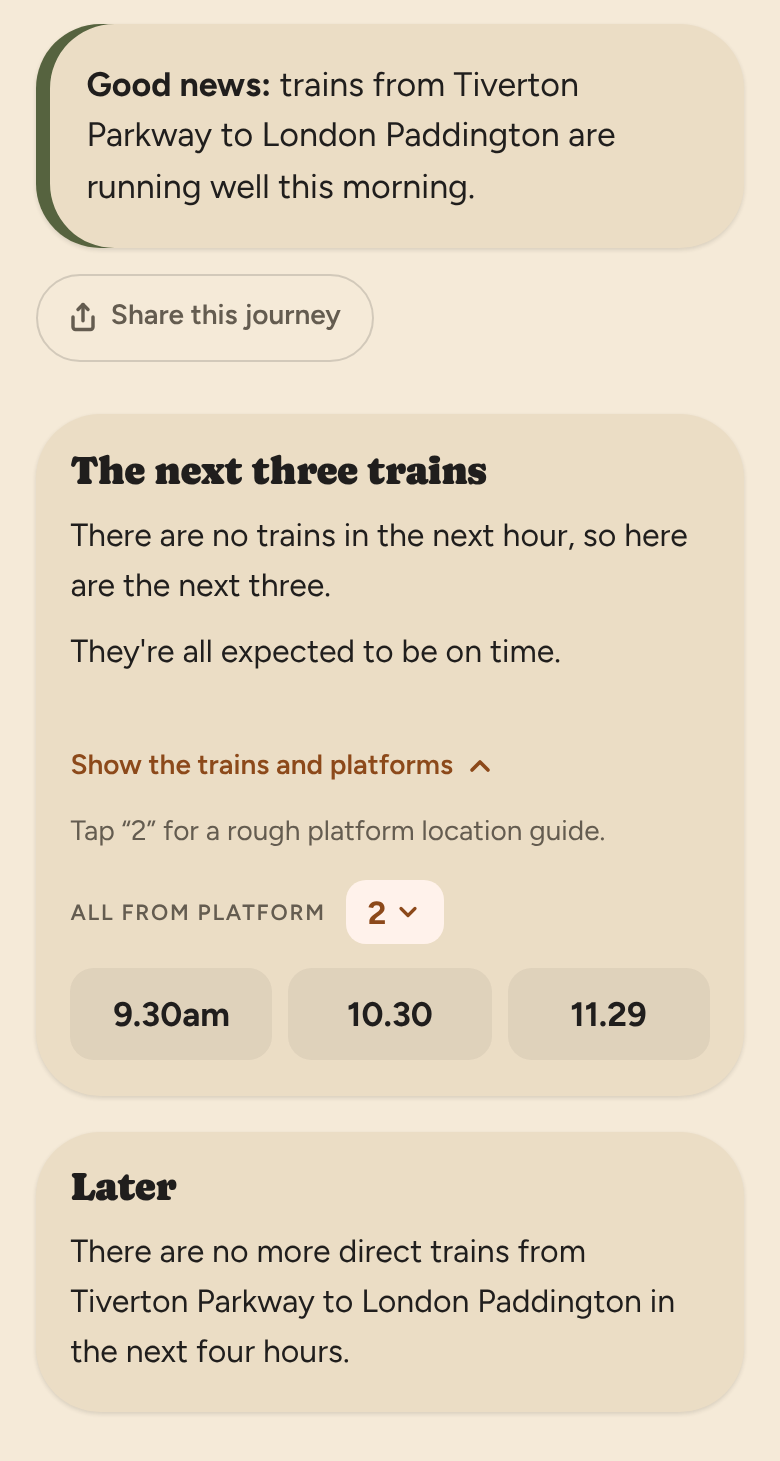 Good news: trains from Tiverton
Parkway to London Paddington are
running well this morning.
Share this journey
The next three trains
There are no trains in the next hour, so here
are the next three.
They're all expected to be on time.
Show the trains and platforms
Tap “2” for a rough platform location guide.
ALL FROM PLATFORM 2
9.30am 10.30 11.29
Later
There are no more direct trains from
Tiverton Parkway to London Paddington in
the next four hours.